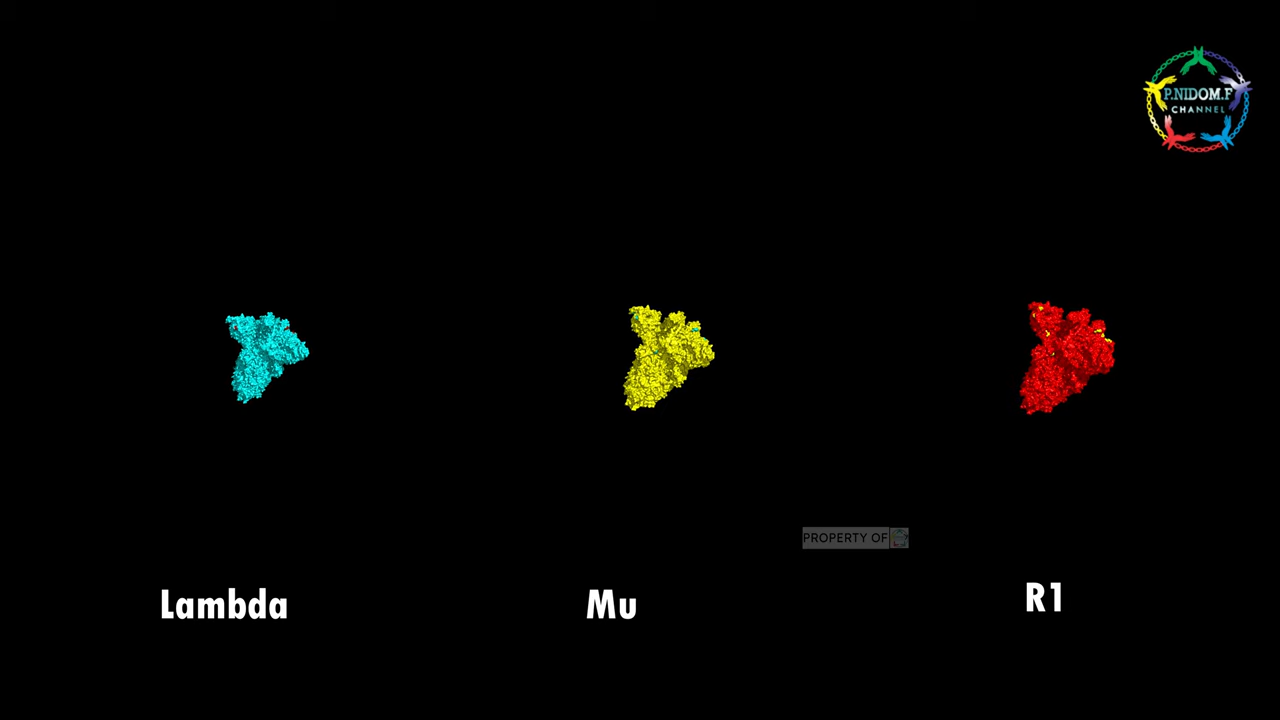 P.NIDOM.F
CHANNEL
PROPERTY OF
Lambda
Mu
R1